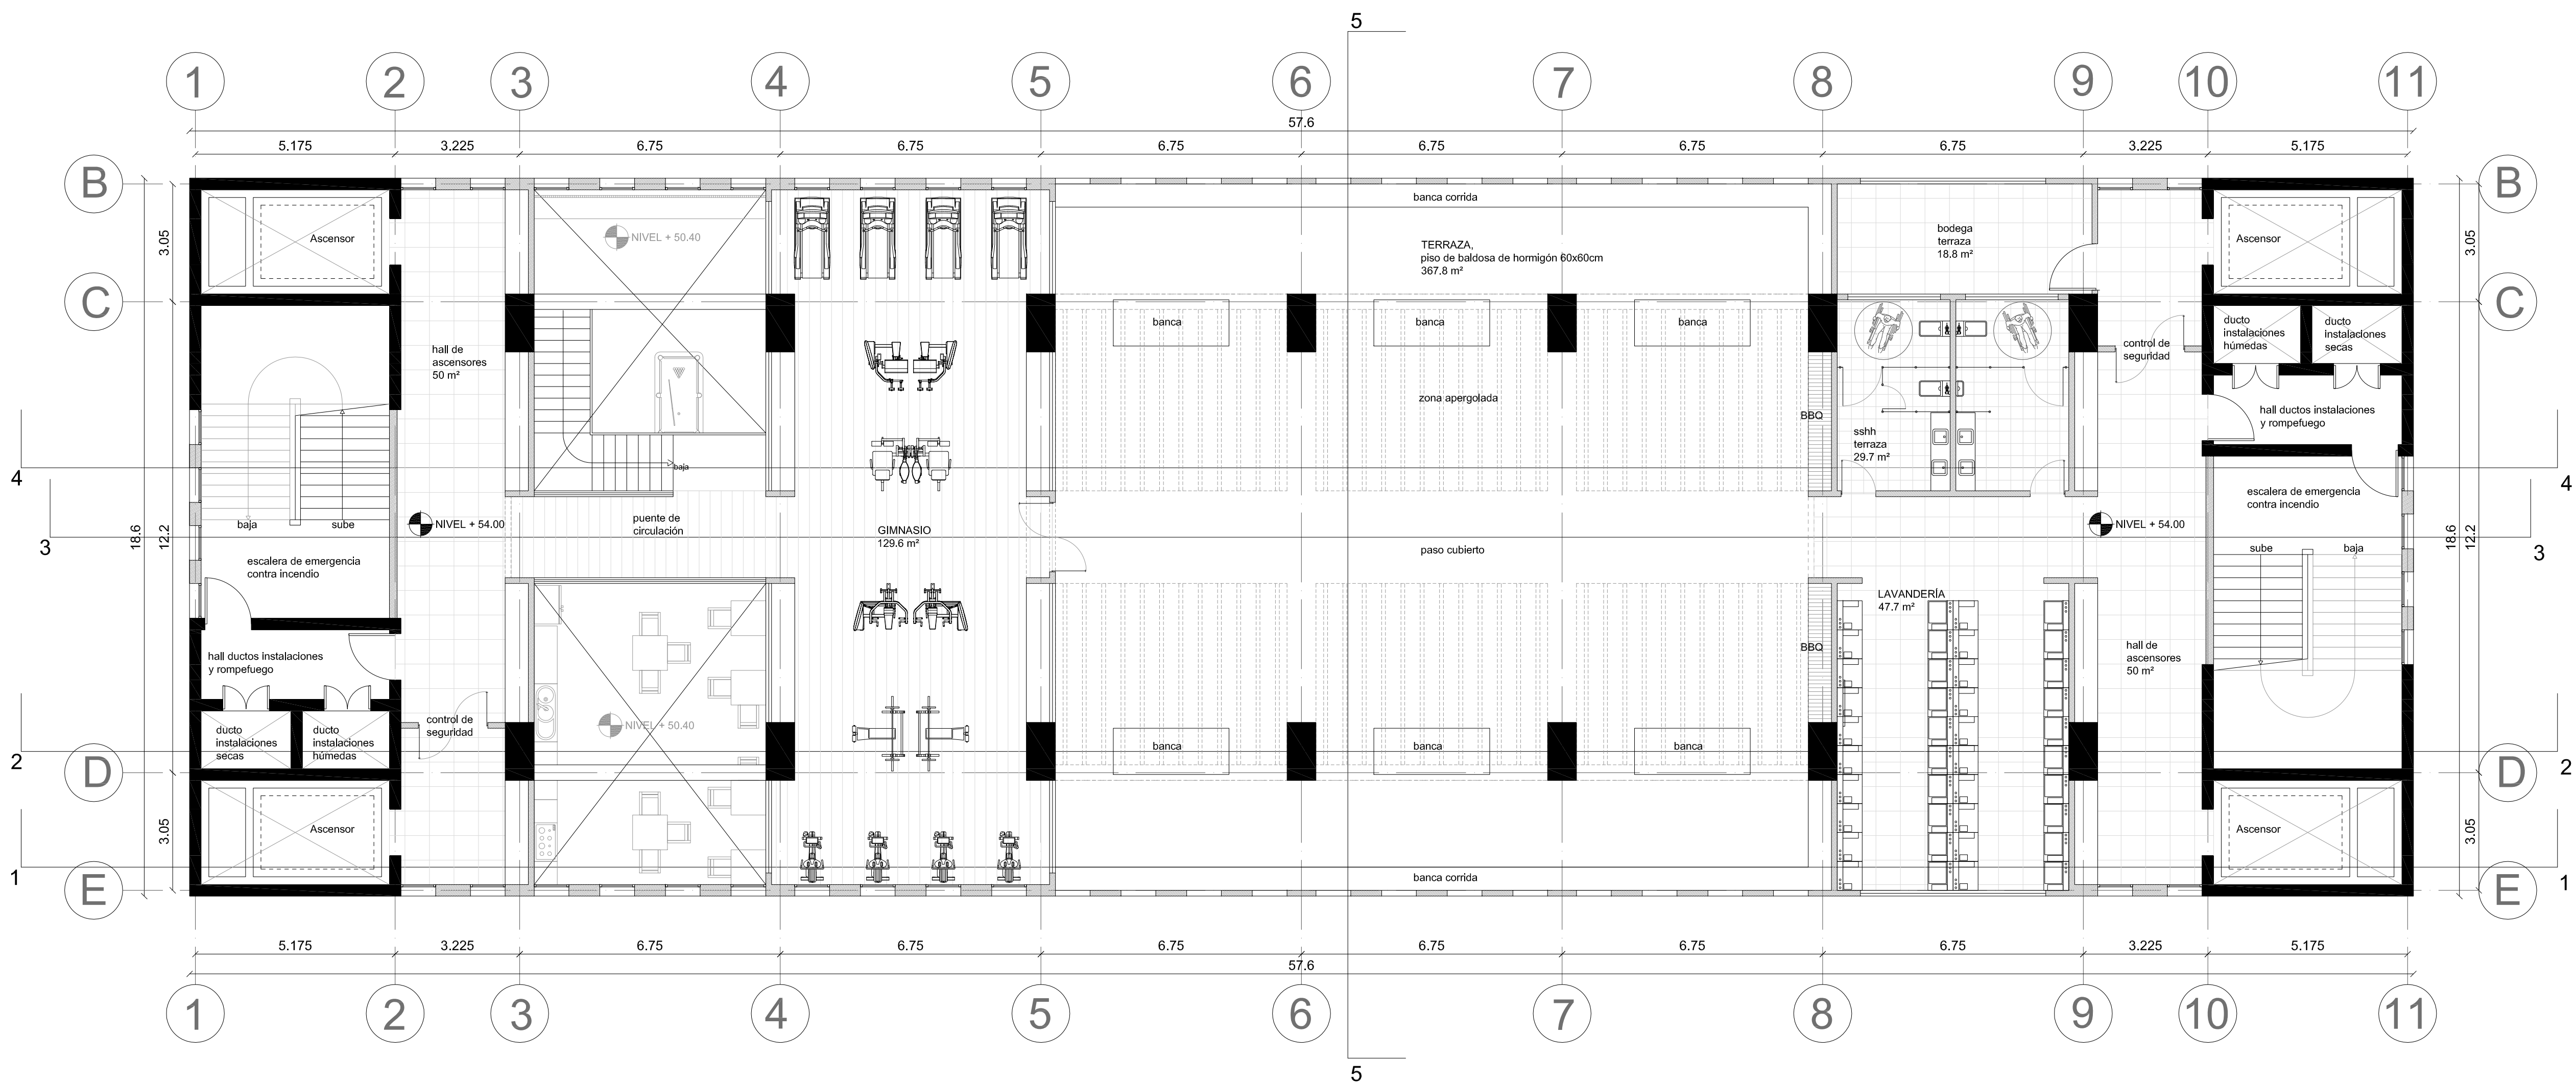 5
1 2 3 4 5 6 7 8 9 10 11
57.6
5.175 3.225 6.75 6.75 6.75 6.75 6.75 6.75 3.225 5.175
B
B
3.05
3.05
Ascensor
NIVEL + 50.40
banca corrida
TERRAZA,
piso de baldosa de hormigón 60x60cm
367.8 m²
bodega
terraza
18.8 m²
Ascensor
C
C
hall de
ascensores
50 m²
banca
banca
banca
control de
seguridad
ducto
instalaciones
húmedas
ducto
instalaciones
secas
zona apergolada
BBQ
sshh
terraza
29.7 m²
hall ductos instalaciones
y rompefuego
4
4
baja
18.6
12.2
18.6
12.2
baja
sube
NIVEL + 54.00
puente de
circulación
GIMNASIO
129.6 m²
NIVEL + 54.00
escalera de emergencia
contra incendio
3
3
escalera de emergencia
contra incendio
paso cubierto
sube
baja
LAVANDERÍA
47.7 m²
hall ductos instalaciones
y rompefuego
BBQ
hall de
ascensores
50 m²
ducto
instalaciones
secas
ducto
instalaciones
húmedas
control de
seguridad
NIVEL + 50.40
banca
banca
banca
2
2
D
D
3.05
3.05
Ascensor
Ascensor
1
1
banca corrida
E
E
5.175 3.225 6.75 6.75 6.75 6.75 6.75 6.75 3.225 5.175
57.6
1 2 3 4 5 6 7 8 9 10 11
5